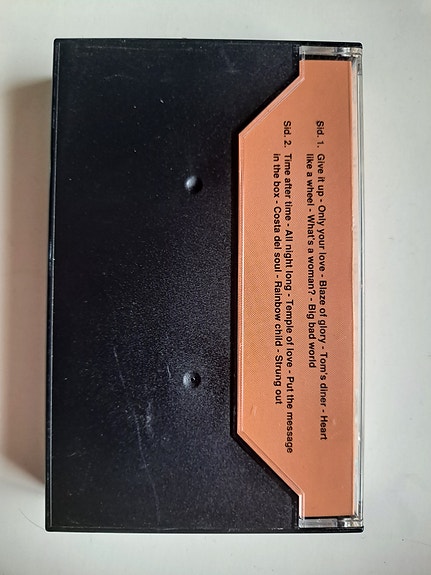 Sid. 1. Give it up - Only your love - Blaze of glory - Tom's diner - Heart
like a wheel - What's a woman? - Big bad world
Sid. 2. Time after time - All night long - Temple of love - Put the message
in the box - Costa del soul - Rainbow child - Strung out